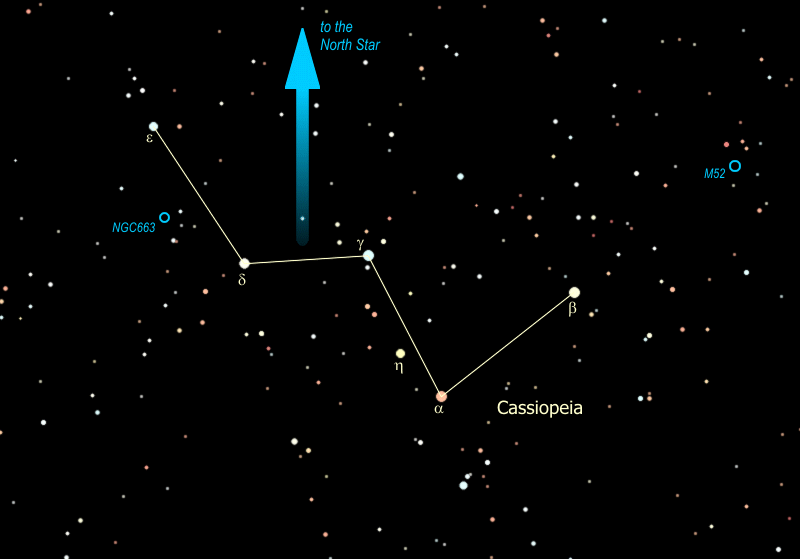 to the
North Star
ε
M52
NGC663
γ
δ
β
η
α
Cassiopeia